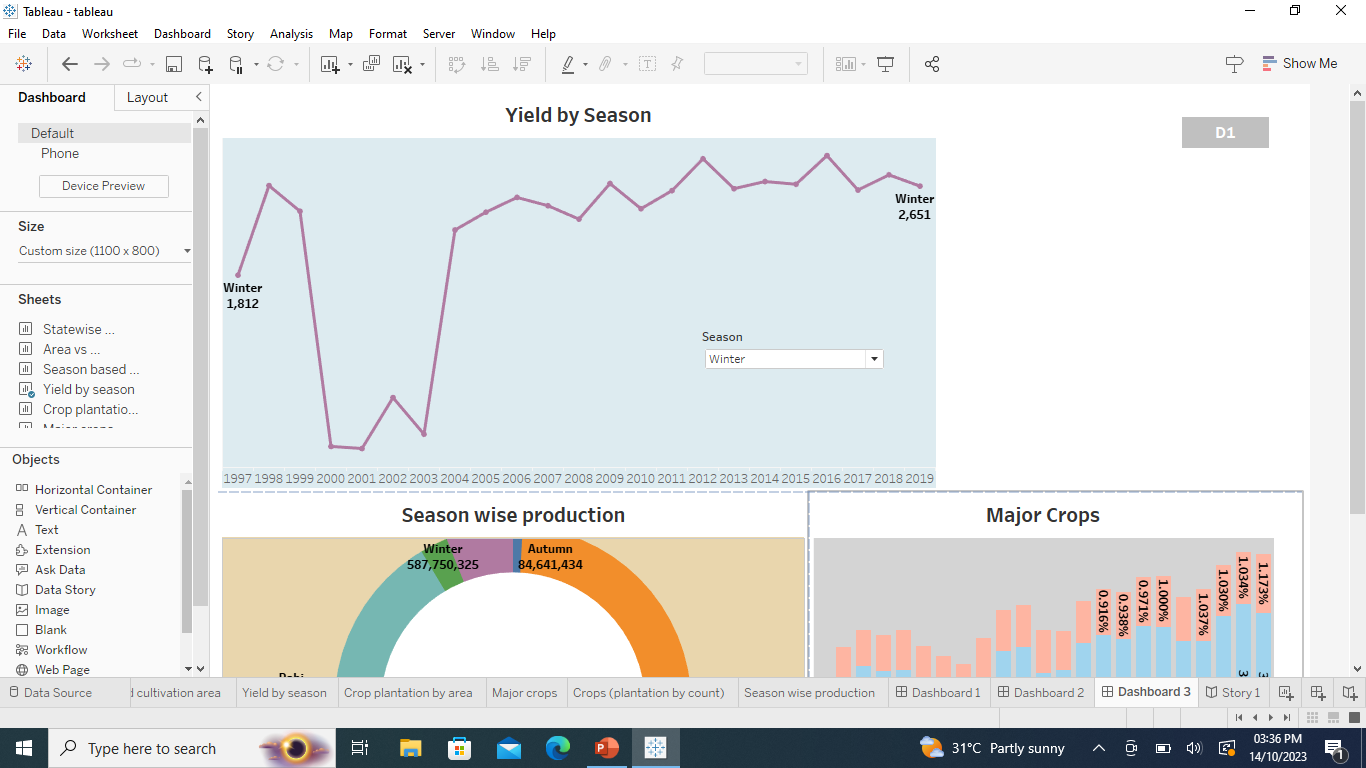 Tableau - tableau
File Data Worksheet Dashboard Story Analysis Map Format Server Window Help
Show Me
Dashboard Layout
Default
Phone
Device Preview
Size
Custom size (1100 x 800)
Sheets
Statewise ...
Area vs ...
Season based ...
Yield by season
Crop plantatio...
Objects
Horizontal Container
Vertical Container
Text
Extension
Ask Data
Data Story
Image
Blank
Workflow
Web Page
Yield by Season
D1
Winter
2,651
Winter
1,812
Season
Winter
1997 1998 1999 2000 2001 2002 2003 2004 2005 2006 2007 2008 2009 2010 2011 2012 2013 2014 2015 2016 2017 2018 2019
Season wise production
Winter
587,750,325
Autumn
84,641,434
Major Crops
0.916% 0.938% 0.971% 1.000% 1.037% 1.030% 1.034% 1.173%
Data Source d cultivation area Yield by season Crop plantation by area Major crops Crops (plantation by count) Season wise production Dashboard 1 Dashboard 2 Dashboard 3 Story 1
Type here to search
31°C Partly sunny
03:36 PM
14/10/2023
1